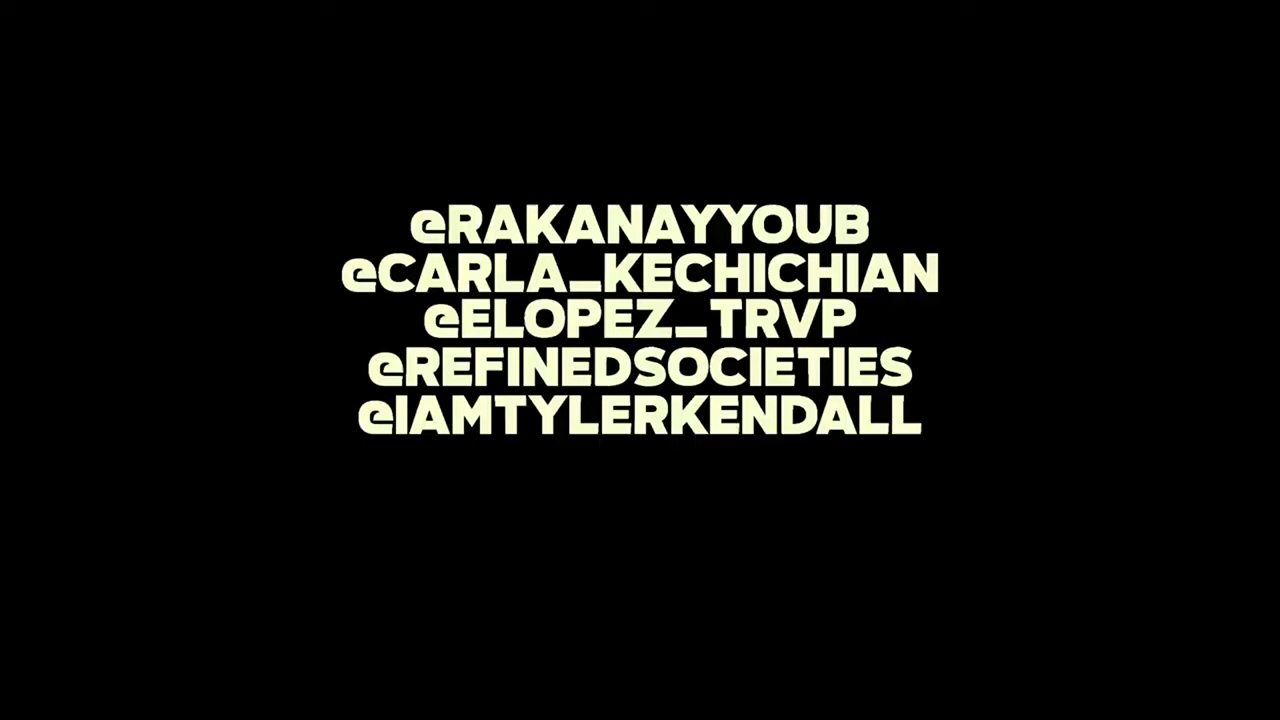 @RAKANAYYOUB
@CARLA_KECHICHIAN
@ELOPEZ_TRVP
@REFINEDSOCIETIES
@IAMTYLERKENDALL